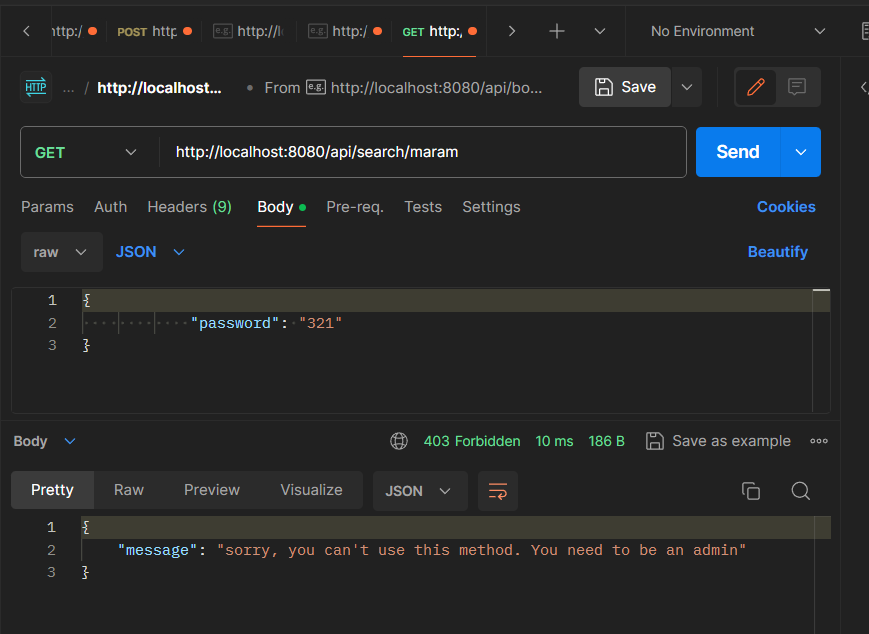 http:/ POST http e.g. http://l e.g. http:/ GET http:, No Environment
HTTP ... / http://localhost... From e.g. http://localhost:8080/api/bo... Save
GET http://localhost:8080/api/search/maram Send
Params Auth Headers (9) Body Pre-req. Tests Settings Cookies
raw JSON Beautify
1 {
2 "password": "321"
3 }
Body 403 Forbidden 10 ms 186 B Save as example
Pretty Raw Preview Visualize JSON
1 {
2 "message": "sorry, you can't use this method. You need to be an admin"
3 }